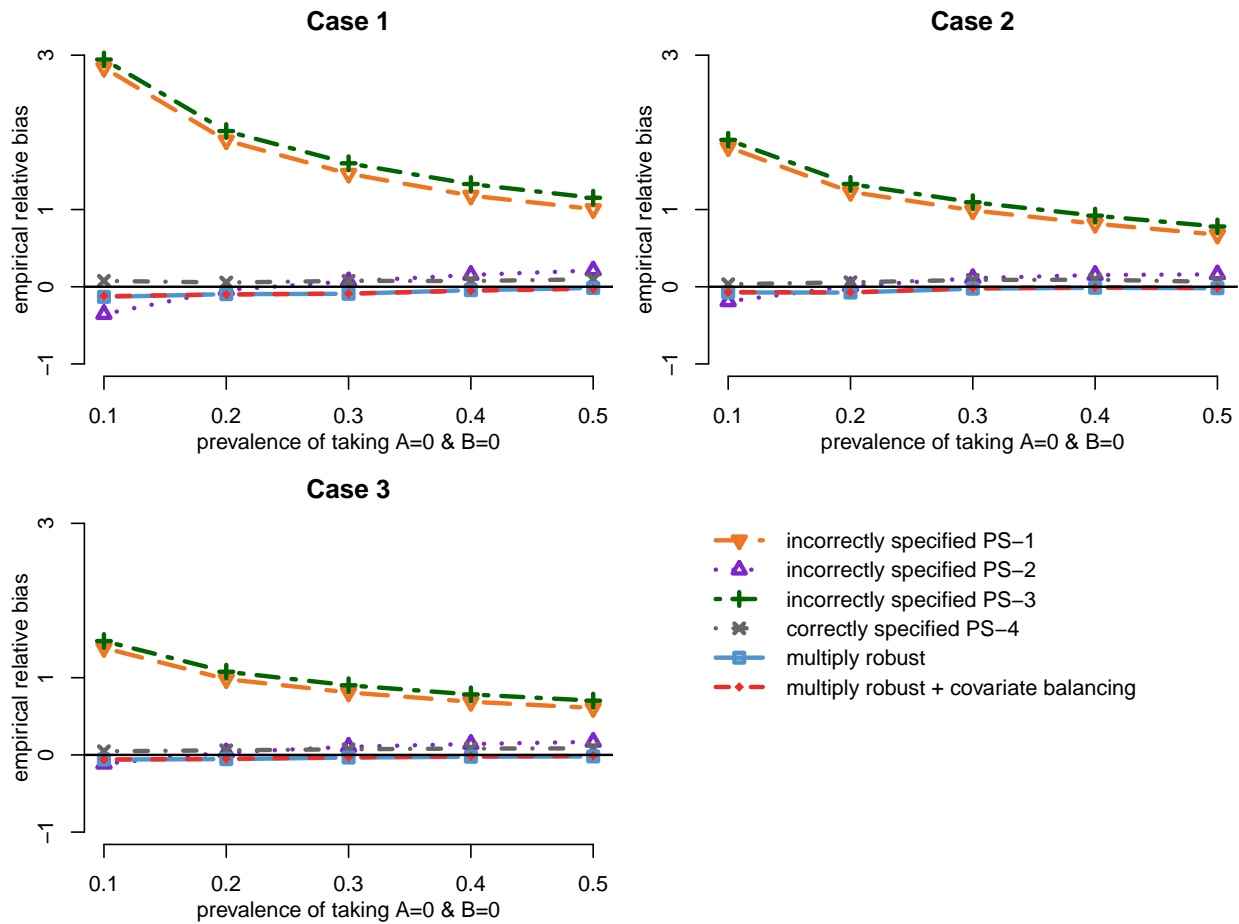 Case 1
empirical relative bias
3
1
0
−1
0.1 0.2 0.3 0.4 0.5
prevalence of taking A=0 & B=0
Case 2
empirical relative bias
3
1
0
−1
0.1 0.2 0.3 0.4 0.5
prevalence of taking A=0 & B=0
Case 3
empirical relative bias
3
1
0
−1
0.1 0.2 0.3 0.4 0.5
prevalence of taking A=0 & B=0
incorrectly specified PS−1
incorrectly specified PS−2
incorrectly specified PS−3
correctly specified PS−4
multiply robust
multiply robust + covariate balancing